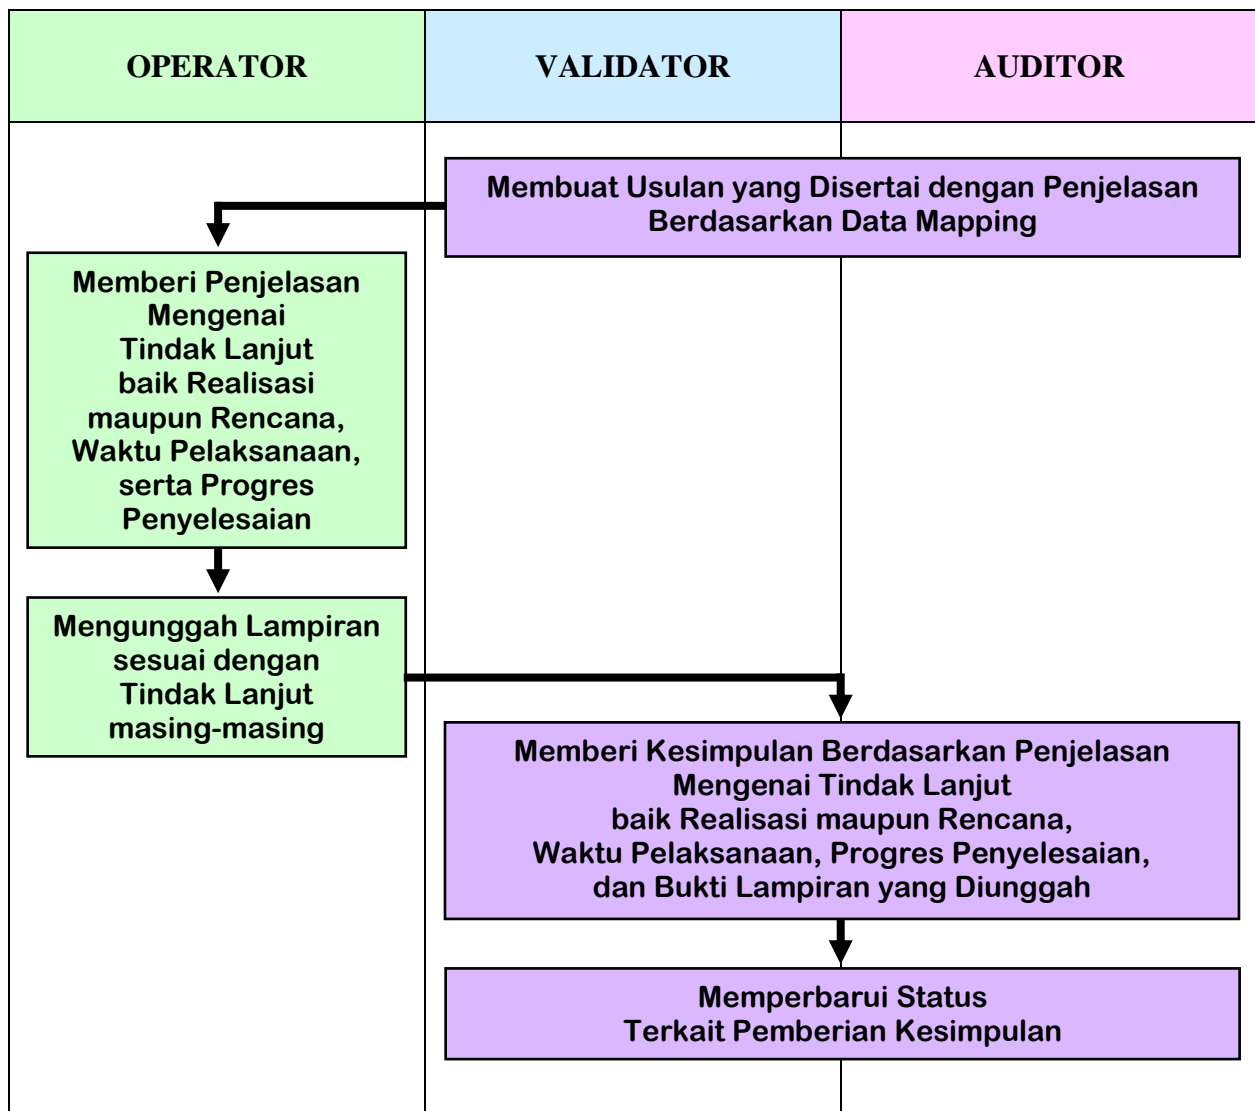 OPERATOR
VALIDATOR
AUDITOR
Membuat Usulan yang Disertai dengan Penjelasan
Berdasarkan Data Mapping
Memberi Penjelasan
Mengenai
Tindak Lanjut
baik Realisasi
maupun Rencana,
Waktu Pelaksanaan,
serta Progres
Penyelesaian
Mengunggah Lampiran
sesuai dengan
Tindak Lanjut
masing-masing
Memberi Kesimpulan Berdasarkan Penjelasan
Mengenai Tindak Lanjut
baik Realisasi maupun Rencana,
Waktu Pelaksanaan, Progres Penyelesaian,
dan Bukti Lampiran yang Diunggah
Memperbarui Status
Terkait Pemberian Kesimpulan